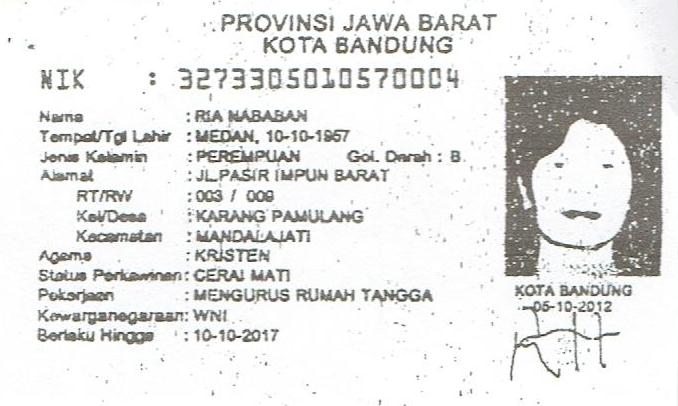 PROVINSI JAWA BARAT
KOTA BANDUNG
NIK : 3273305010570004
Nama : RIA NABABAN
Tempat/Tgl Lahir : MEDAN, 10-10-1957
Jenis Kelamin : PEREMPUAN Gol. Darah : B
Alamat : JL.PASIR IMPUN BARAT
RT/RW : 003 / 009
Kel/Desa : KARANG PAMULANG
Kecamatan : MANDALAJATI
Agama : KRISTEN
Status Perkawinan: CERAI MATI
Pekerjaan : MENGURUS RUMAH TANGGA
Kewarganegaraan: WNI
Berlaku Hingga : 10-10-2017
KOTA BANDUNG
05-10-2012